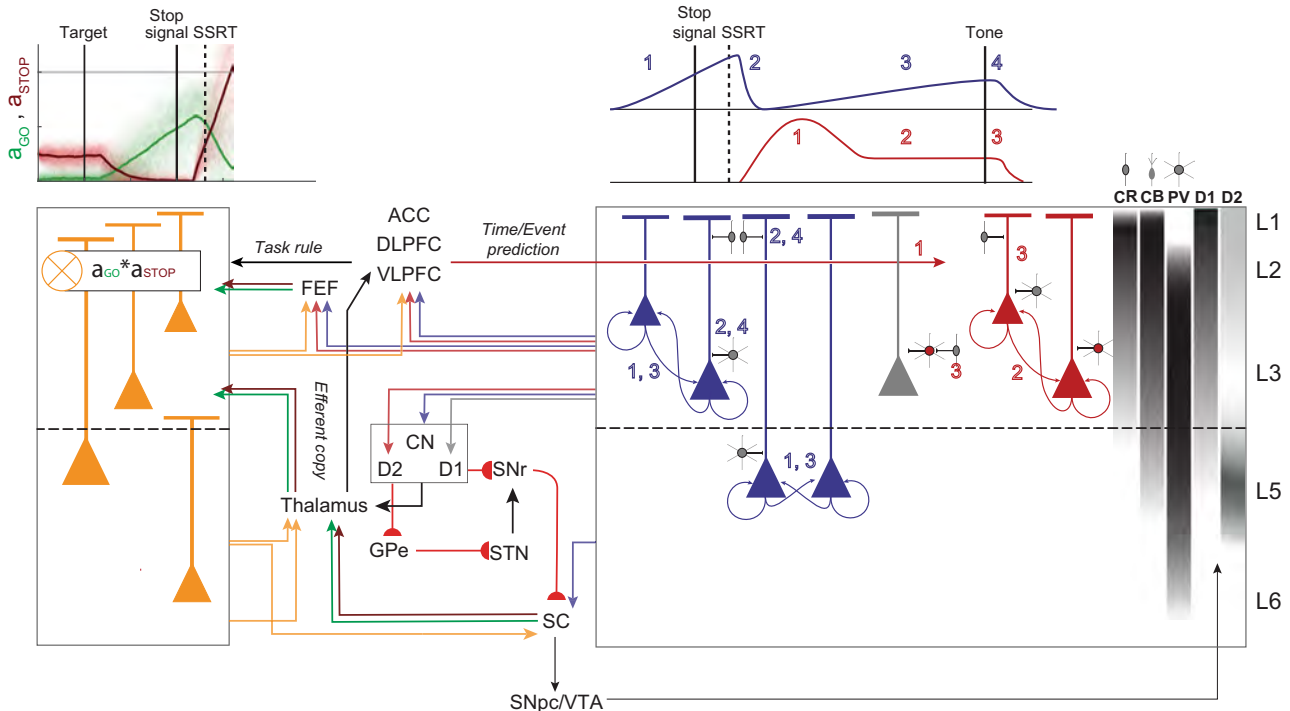 Target
Stop
signal SSRT
aGO , aSTOP
Stop
signal SSRT
Tone
1
2
3
4
1
2
3
CR CB PV D1 D2
L1
L2
L3
L5
L6
aGO*aSTOP
Task rule
ACC
DLPFC
VLPFC
Time/Event
prediction
FEF
Efferent copy
CN
D2 D1
SNr
Thalamus
GPe
STN
SC
SNpc/VTA
2, 4
1
3
2, 4
1, 3
3
2
1, 3